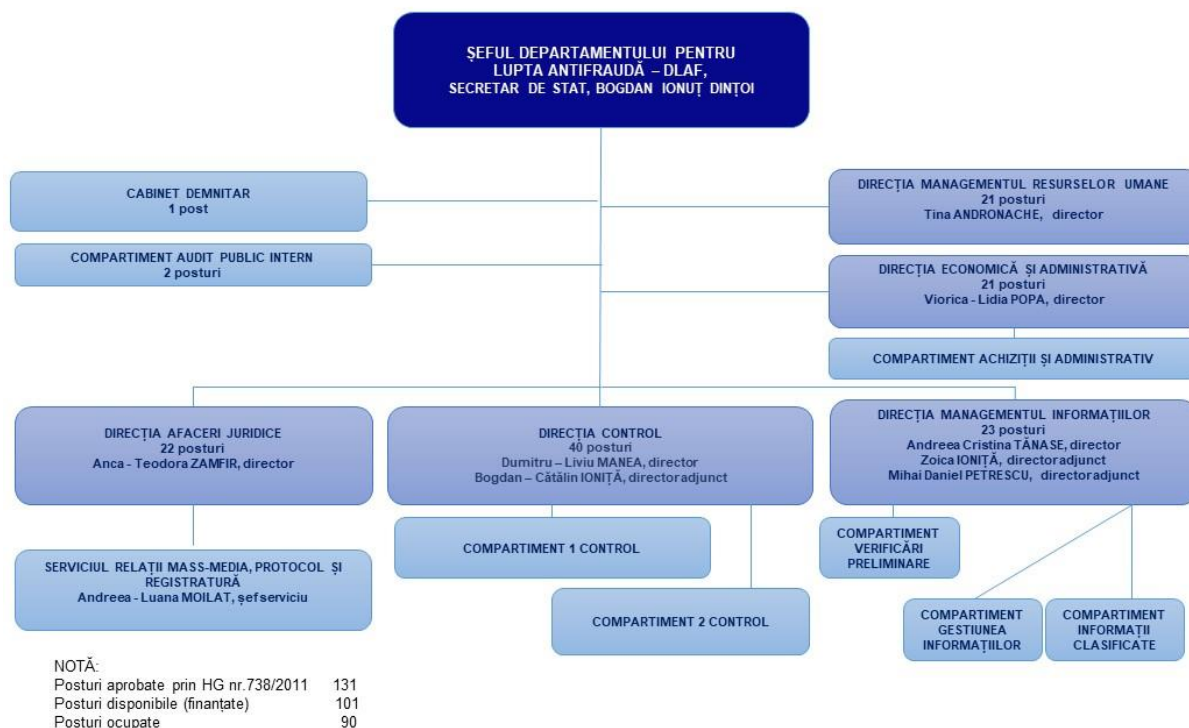 ȘEFUL DEPARTAMENTULUI PENTRU
LUPTA ANTIFRAUDĂ – DLAF,
SECRETAR DE STAT, BOGDAN IONUȚ DINȚOI
CABINET DEMNITAR
1 post
COMPARTIMENT AUDIT PUBLIC INTERN
2 posturi
DIRECȚIA MANAGEMENTUL RESURSELOR UMANE
21 posturi
Tina ANDRONACHE, director
DIRECȚIA ECONOMICĂ ȘI ADMINISTRATIVĂ
21 posturi
Viorica - Lidia POPA, director
COMPARTIMENT ACHIZIȚII ȘI ADMINISTRATIV
DIRECȚIA AFACERI JURIDICE
22 posturi
Anca - Teodora ZAMFIR, director
DIRECȚIA CONTROL
40 posturi
Dumitru – Liviu MANEA, director
Bogdan – Cătălin IONIȚĂ, director adjunct
DIRECȚIA MANAGEMENTUL INFORMAȚIILOR
23 posturi
Andreea Cristina TĂNASE, director
Zoica IONIȚĂ, director adjunct
Mihai Daniel PETRESCU, director adjunct
SERVICIUL RELAȚII MASS-MEDIA, PROTOCOL ȘI
REGISTRATURĂ
Andreea - Luana MOILAT, șef serviciu
COMPARTIMENT 1 CONTROL
COMPARTIMENT 2 CONTROL
COMPARTIMENT
VERIFICĂRI
PRELIMINARE
COMPARTIMENT
GESTIUNEA
INFORMAȚIILOR
COMPARTIMENT
INFORMAȚII
CLASIFICATE
NOTĂ:
Posturi aprobate prin HG nr.738/2011 131
Posturi disponibile (finanțate) 101
Posturi ocupate 90